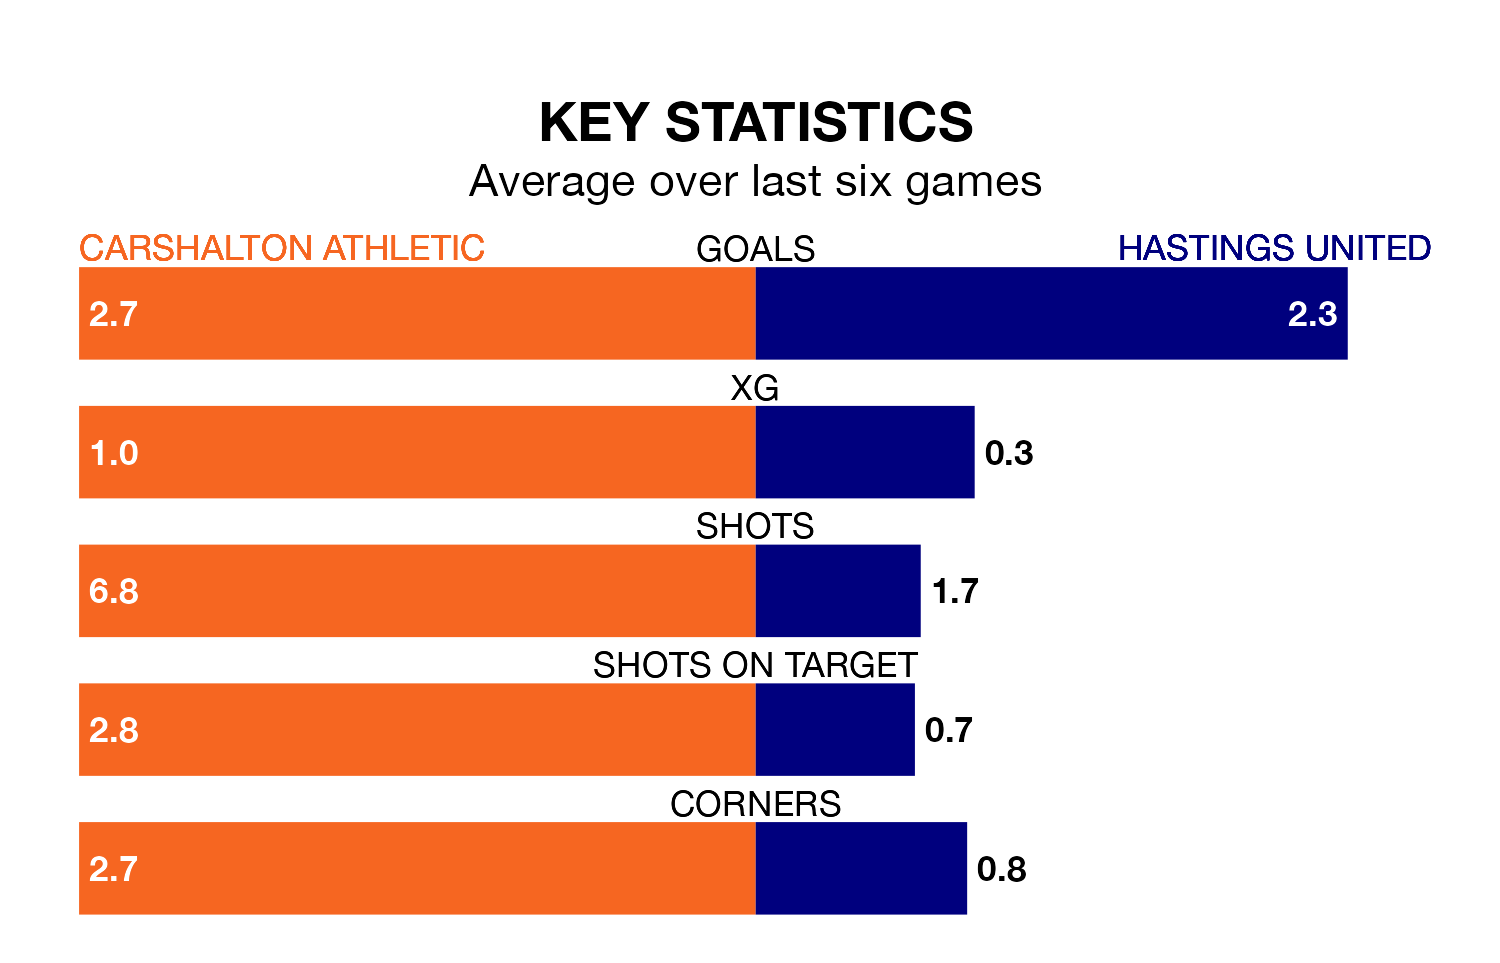 KEY STATISTICS
Average over last six games
CARSHALTON ATHLETIC GOALS HASTINGS UNITED
2.7 2.3
XG
1.0 0.3
SHOTS
6.8 1.7
SHOTS ON TARGET
2.8 0.7
CORNERS
2.7 0.8